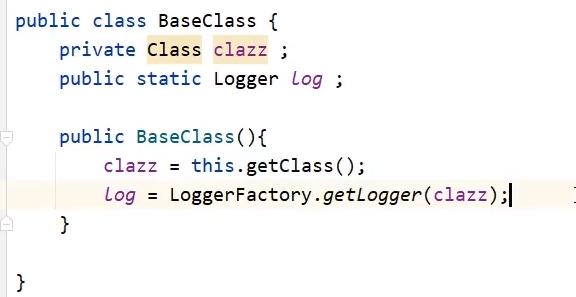 public class BaseClass {
    private Class clazz ;
    public static Logger log ;
    public BaseClass(){
        clazz = this.getClass();
        log = LoggerFactory.getLogger(clazz);
    }
}